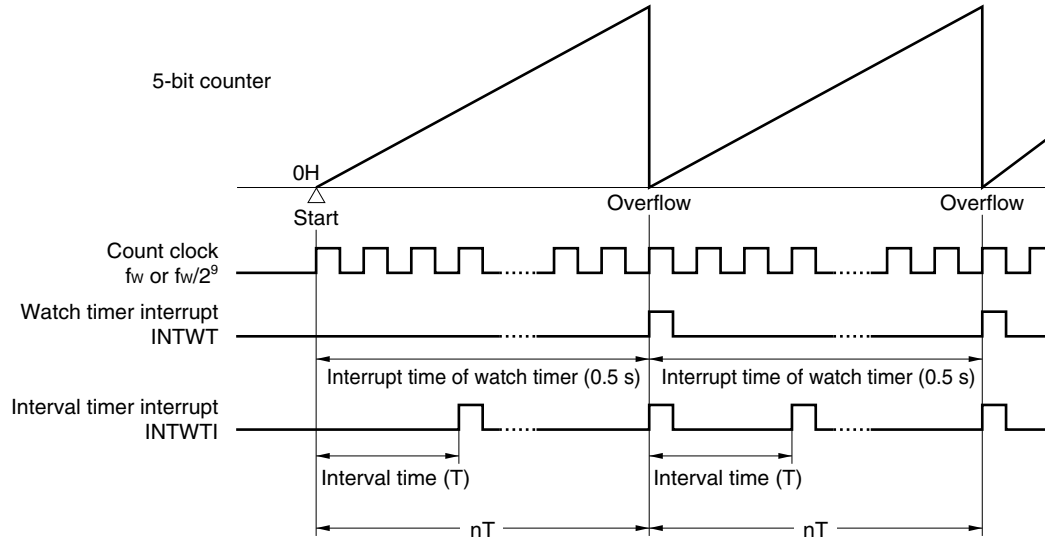 5-bit counter
0H
Start
Overflow
Overflow
Count clock
fw or fw/2⁹
Watch timer interrupt
INTWT
Interrupt time of watch timer (0.5 s)
Interrupt time of watch timer (0.5 s)
Interval timer interrupt
INTWTI
Interval time (T)
Interval time (T)
nT
nT